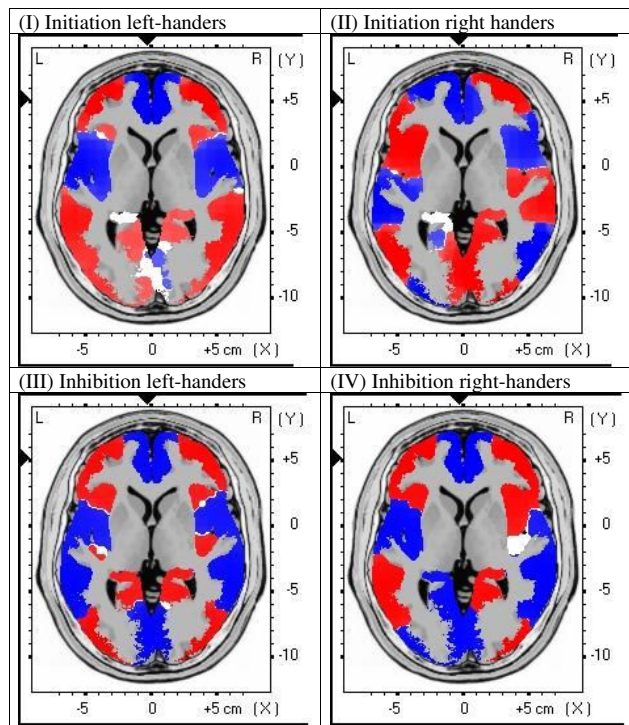 (I) Initiation left-handers
L R (Y)
+5
0
-5
-10
-5 0 +5 cm (X)
(II) Initiation right handers
L R (Y)
+5
0
-5
-10
-5 0 +5 cm (X)
(III) Inhibition left-handers
L R (Y)
+5
0
-5
-10
-5 0 +5 cm (X)
(IV) Inhibition right-handers
L R (Y)
+5
0
-5
-10
-5 0 +5 cm (X)